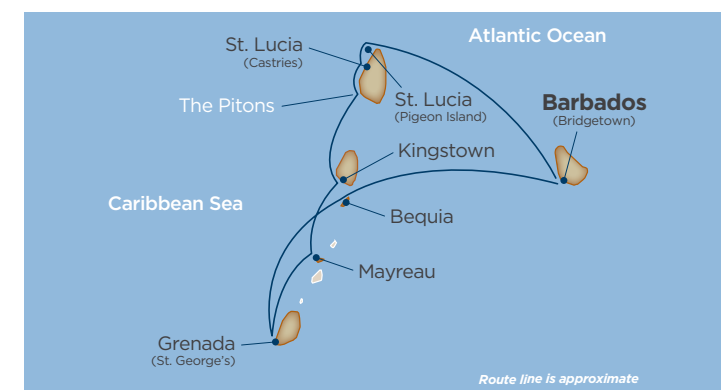 Atlantic Ocean
St. Lucia
(Castries)
The Pitons
St. Lucia
(Pigeon Island)
Barbados
(Bridgetown)
Kingstown
Caribbean Sea
Bequia
Mayreau
Grenada
(St. George's)
Route line is approximate